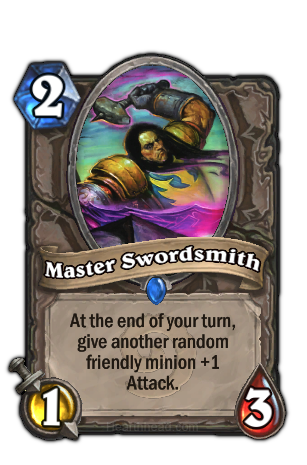 2
Master Swordsmith
At the end of your turn,
give another random
friendly minion +1
Attack.
1
3